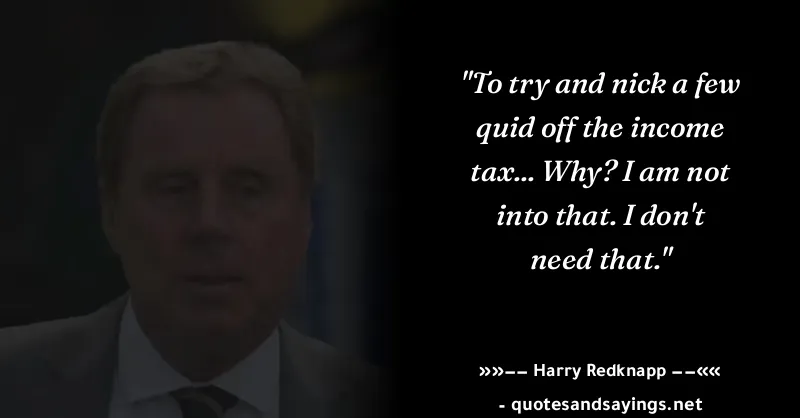 "To try and nick a few
quid off the income
tax... Why? I am not
into that. I don't
need that."
»»−− Harry Redknapp −−««
- quotesandsayings.net